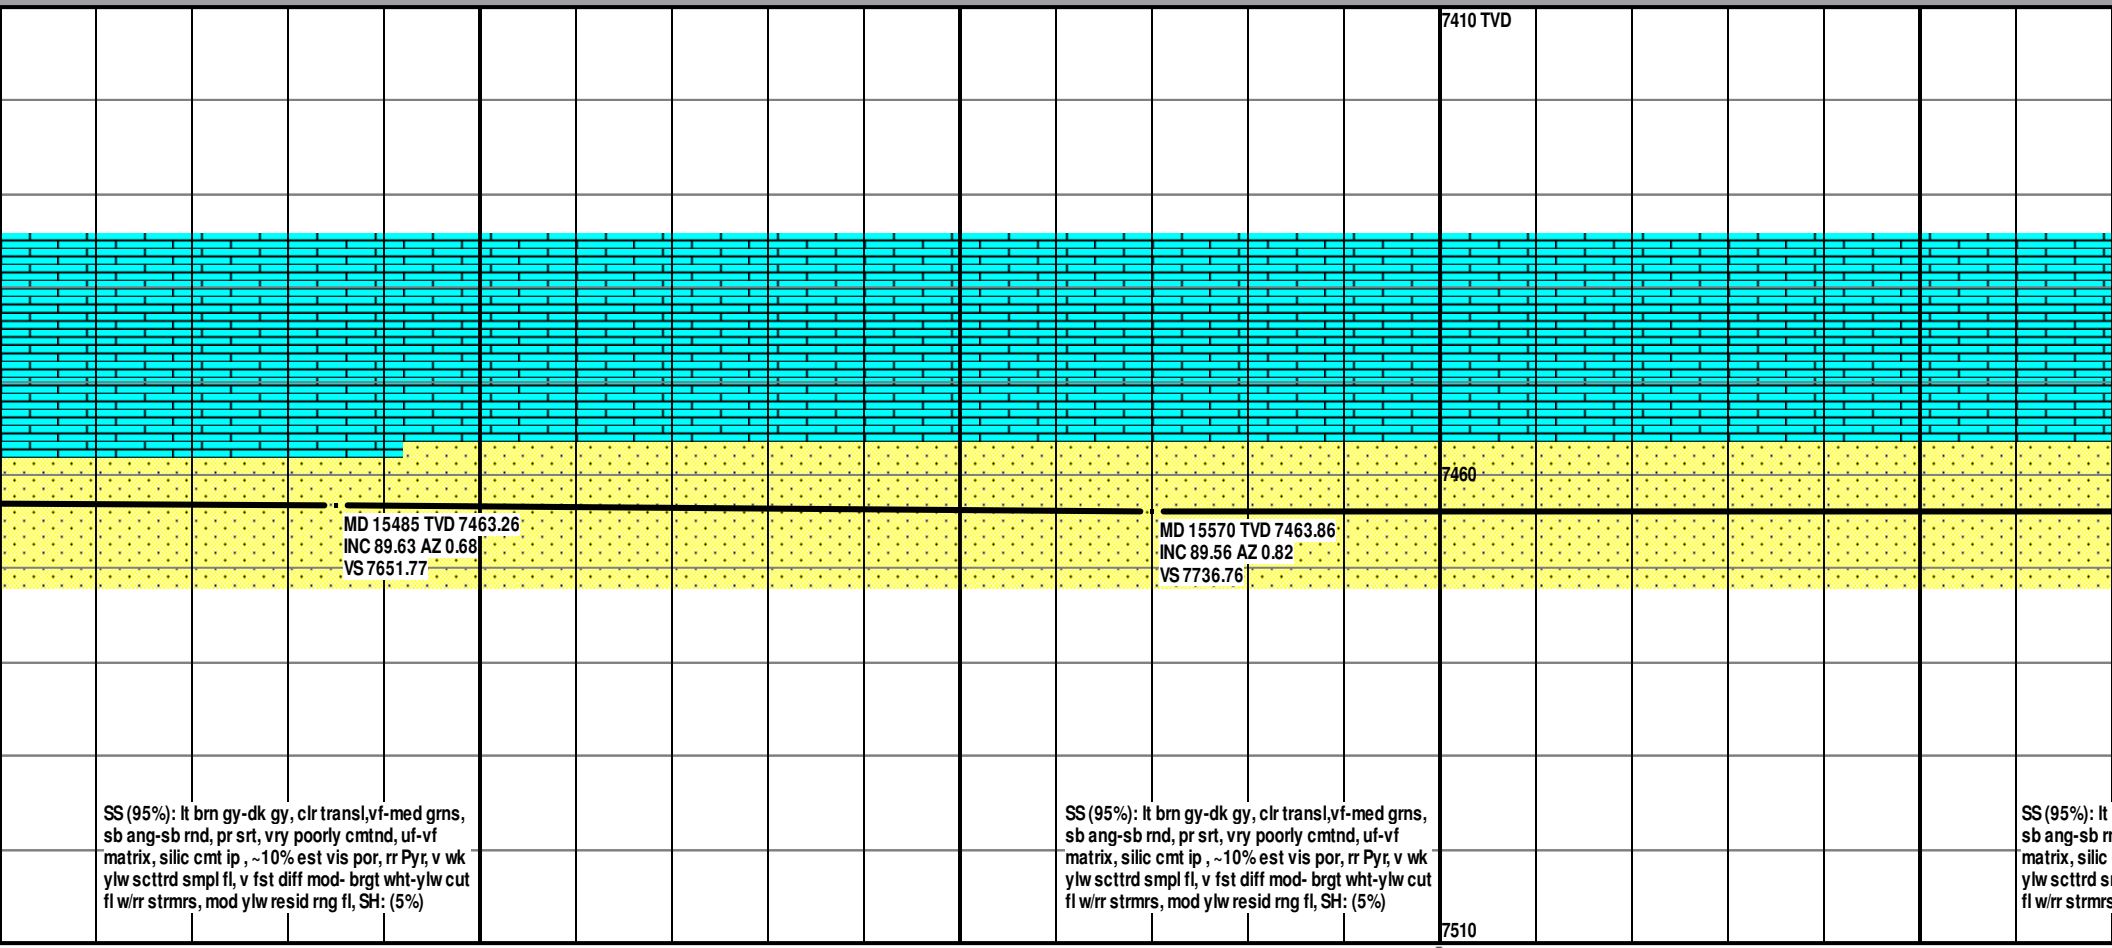 7410 TVD
7460
MD 15485 TVD 7463.26
INC 89.63 AZ 0.68
VS 7651.77
MD 15570 TVD 7463.86
INC 89.56 AZ 0.82
VS 7736.76
SS (95%): lt brn gy-dk gy, clr transl,vf-med grns,
sb ang-sb rnd, pr srt, vry poorly cmtnd, uf-vf
matrix, silic cmt ip , ~10% est vis por, rr Pyr, v wk
ylw scttrd smpl fl, v fst diff mod- brgt wht-ylw cut
fl w/rr strmrs, mod ylw resid rng fl, SH: (5%)
SS (95%): lt brn gy-dk gy, clr transl,vf-med grns,
sb ang-sb rnd, pr srt, vry poorly cmtnd, uf-vf
matrix, silic cmt ip , ~10% est vis por, rr Pyr, v wk
ylw scttrd smpl fl, v fst diff mod- brgt wht-ylw cut
fl w/rr strmrs, mod ylw resid rng fl, SH: (5%)
SS (95%): lt
sb ang-sb
matrix, silic
ylw scttrd
fl w/rr strmrs
7510